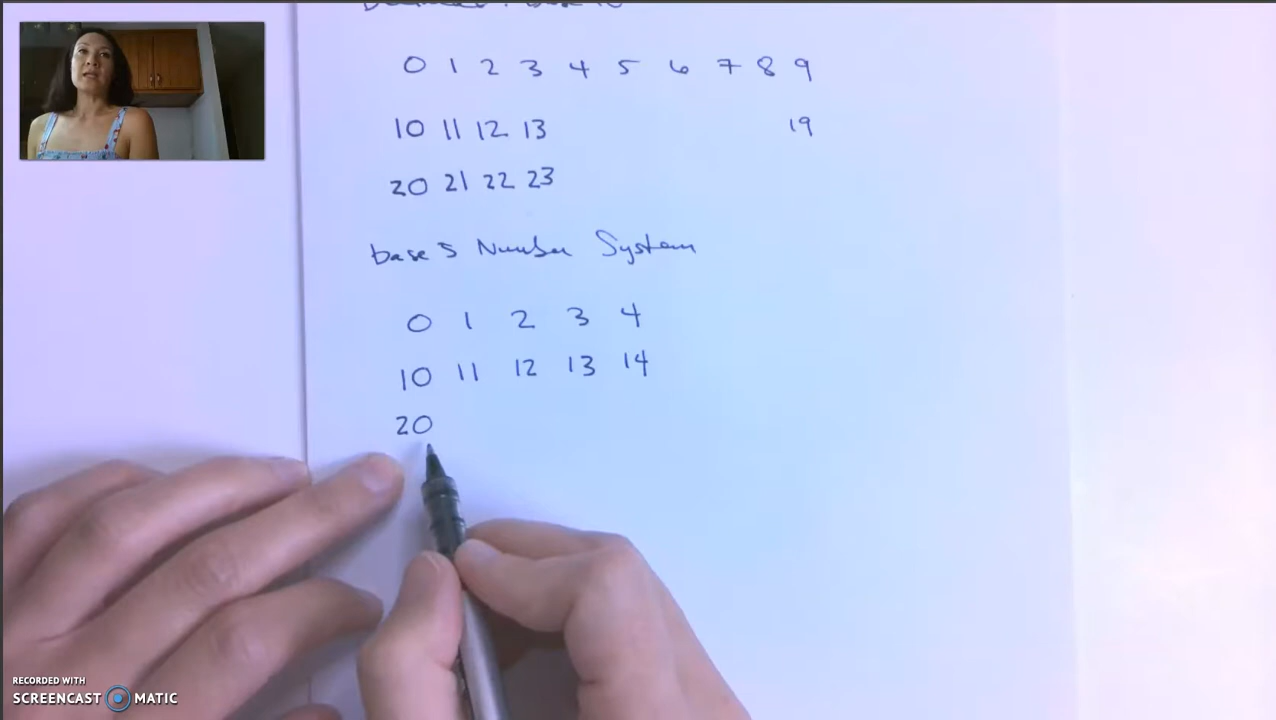 0 1 2 3 4 5 6 7 8 9
10 11 12 13 19
20 21 22 23
base 5 Number System
0 1 2 3 4
10 11 12 13 14
20
RECORDED WITH
SCREENCAST MATIC